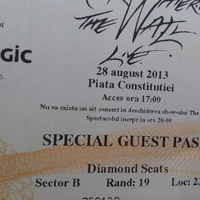 THE WALL
GIC
LIVE
28 august 2013
Piata Constitutiei
Acces ora 17:00
Nu va exista un alt concert in deschiderea show-ului The
Spectacolul incepe la ora 20:00
SPECIAL GUEST PAS
Diamond Seats
Sector B Rand: 19 Loc: 2